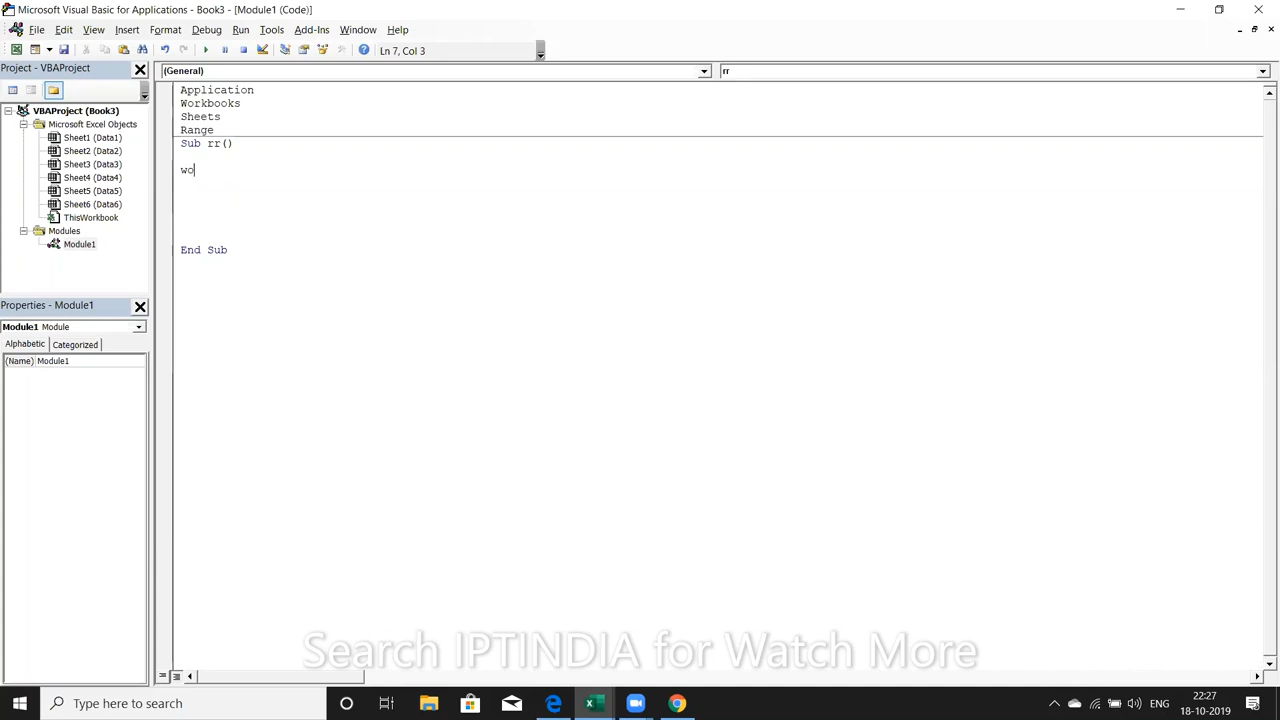 Microsoft Visual Basic for Applications - Book3 - [Module1 (Code)]
File Edit View Insert Format Debug Run Tools Add-Ins Window Help
Ln 7, Col 3
Project - VBAProject
(General)
rr
VBAProject (Book3)
Microsoft Excel Objects
Sheet1 (Data1)
Sheet2 (Data2)
Sheet3 (Data3)
Sheet4 (Data4)
Sheet5 (Data5)
Sheet6 (Data6)
ThisWorkbook
Modules
Module1
Properties - Module1
Module1 Module
Alphabetic Categorized
(Name) Module1
Application
Workbooks
Sheets
Range
Sub rr()
wo
End Sub
Search IPTINDIA for Watch More
Type here to search
ENG
22:27
18-10-2019